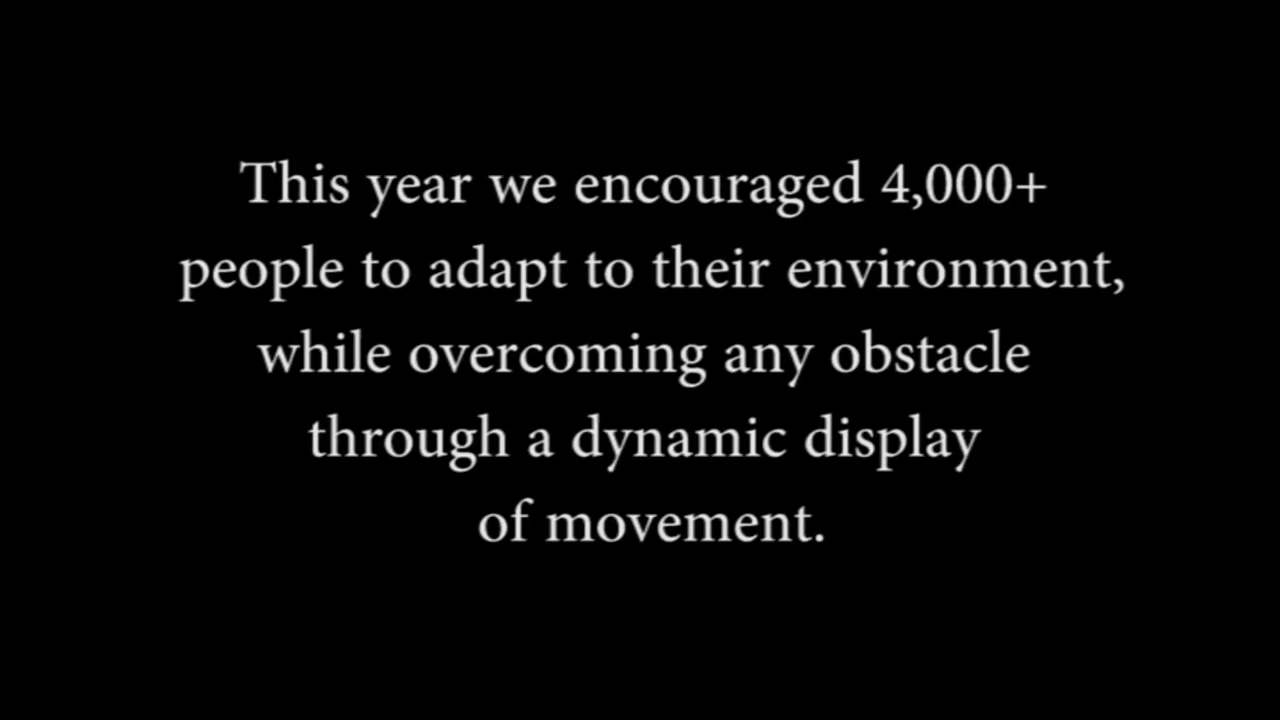 This year we encouraged 4,000+
people to adapt to their environment,
while overcoming any obstacle
through a dynamic display
of movement.